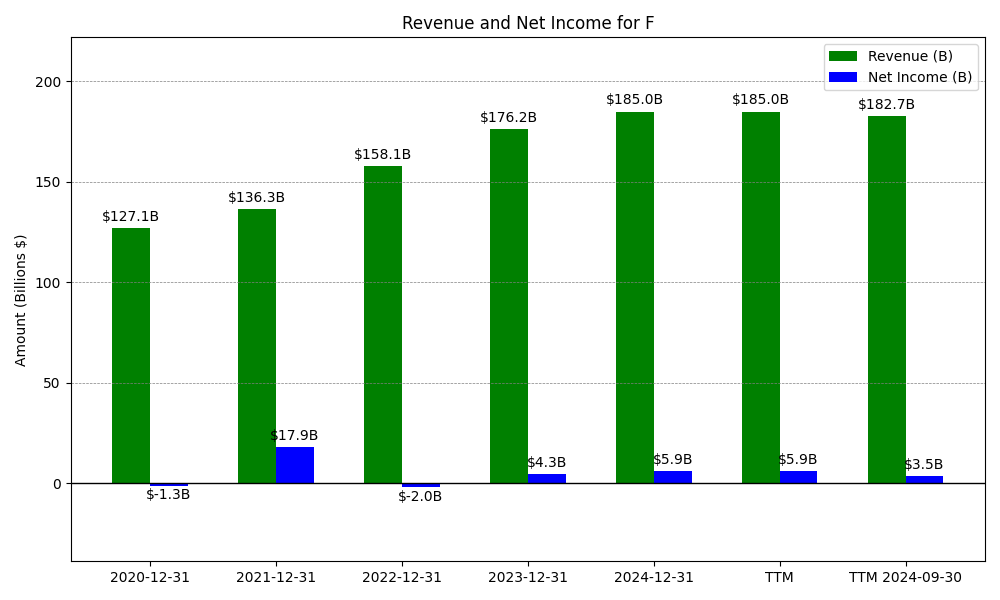 Revenue and Net Income for F
Revenue (B)
Net Income (B)
Amount (Billions $)
200
150
100
50
0
$127.1B
$136.3B
$158.1B
$176.2B
$185.0B
$185.0B
$182.7B
$-1.3B
$17.9B
$-2.0B
$4.3B
$5.9B
$5.9B
$3.5B
2020-12-31
2021-12-31
2022-12-31
2023-12-31
2024-12-31
TTM
TTM 2024-09-30